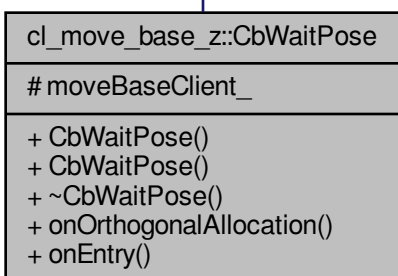 cl_move_base_z::CbWaitPose
# moveBaseClient_
+ CbWaitPose()
+ CbWaitPose()
+ ~CbWaitPose()
+ onOrthogonalAllocation()
+ onEntry()